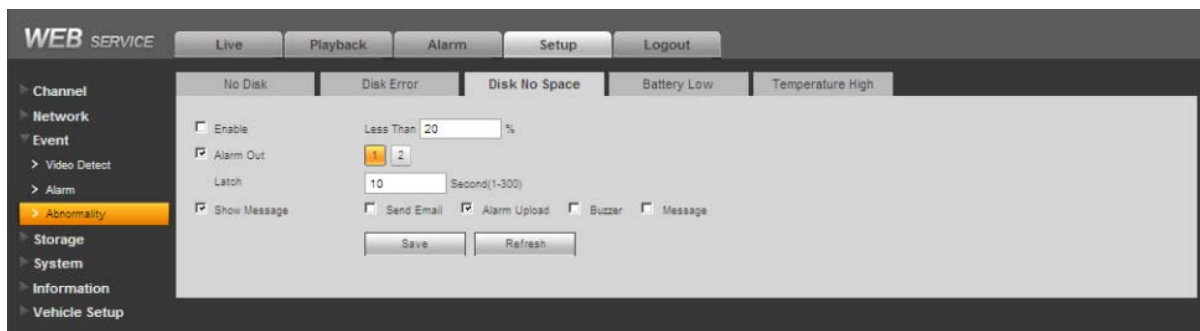 WEB SERVICE
Live Playback Alarm Setup Logout
No Disk Disk Error Disk No Space Battery Low Temperature High
Channel
Network
Event
> Video Detect
> Alarm
> Abnormality
Storage
System
Information
Vehicle Setup
Enable Less Than 20 %
Alarm Out 1 2
Latch 10 Second(1-300)
Show Message Send Email Alarm Upload Buzzer Message
Save Refresh